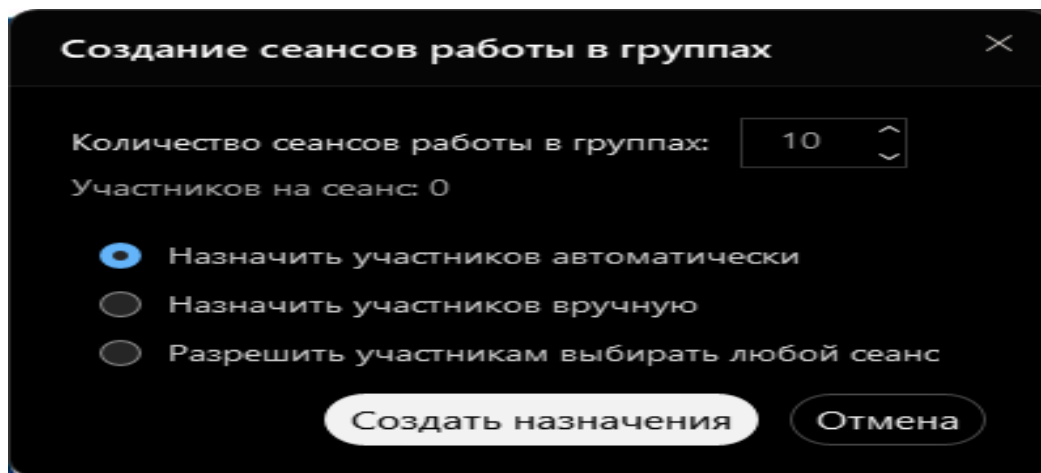 Создание сеансов работы в группах
Количество сеансов работы в группах: 10
Участников на сеанс: 0
Назначить участников автоматически
Назначить участников вручную
Разрешить участникам выбирать любой сеанс
Создать назначения Отмена